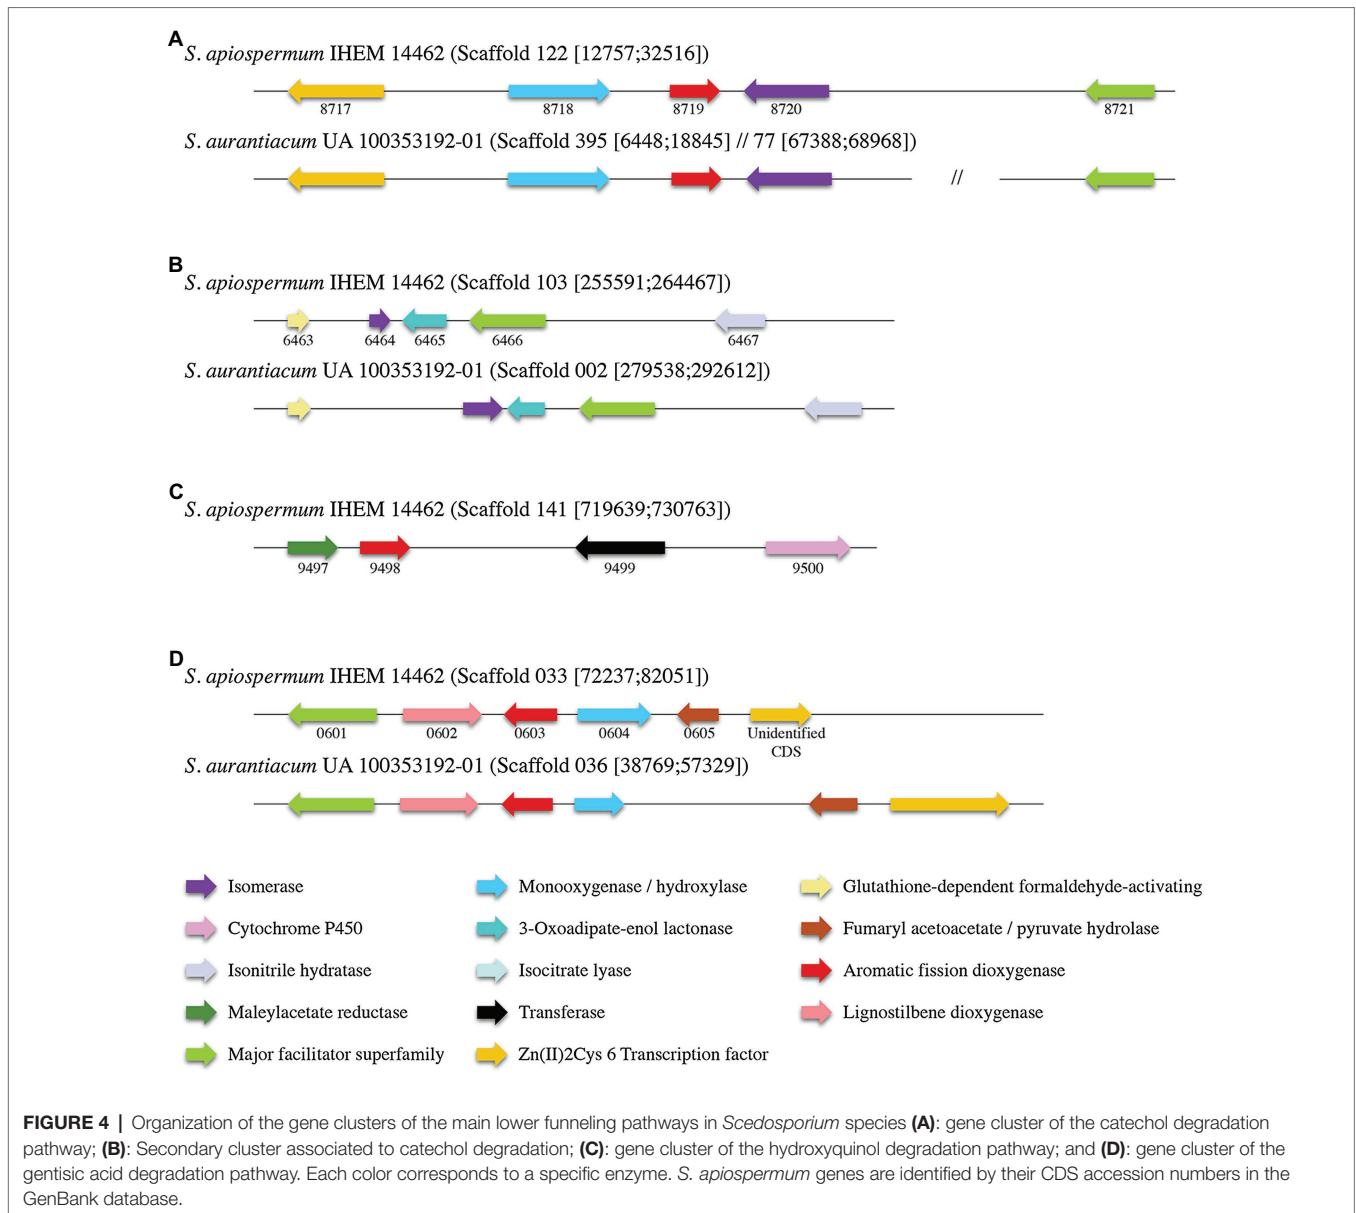 A
S. apiospermum IHEM 14462 (Scaffold 122 [12757;32516])
8717 8718 8719 8720 8721
S. aurantiacum UA 100353192-01 (Scaffold 395 [6448;18845] // 77 [67388;68968])
//
B
S. apiospermum IHEM 14462 (Scaffold 103 [255591;264467])
6463 6464 6465 6466 6467
S. aurantiacum UA 100353192-01 (Scaffold 002 [279538;292612])
C
S. apiospermum IHEM 14462 (Scaffold 141 [719639;730763])
9497 9498 9499 9500
D
S. apiospermum IHEM 14462 (Scaffold 033 [72237;82051])
0601 0602 0603 0604 0605 Unidentified
CDS
S. aurantiacum UA 100353192-01 (Scaffold 036 [38769;57329])
Isomerase Monooxygenase / hydroxylase Glutathione-dependent formaldehyde-activating
Cytochrome P450 3-Oxoadipate-enol lactonase Fumaryl acetoacetate / pyruvate hydrolase
Isonitrile hydratase Isocitrate lyase Aromatic fission dioxygenase
Maleylacetate reductase Transferase Lignostilbene dioxygenase
Major facilitator superfamily Zn(II)2Cys 6 Transcription factor
FIGURE 4 | Organization of the gene clusters of the main lower funneling pathways in Scedosporium species (A): gene cluster of the catechol degradation
pathway; (B): Secondary cluster associated to catechol degradation; (C): gene cluster of the hydroxyquinol degradation pathway; and (D): gene cluster of the
gentisic acid degradation pathway. Each color corresponds to a specific enzyme. S. apiospermum genes are identified by their CDS accession numbers in the
GenBank database.